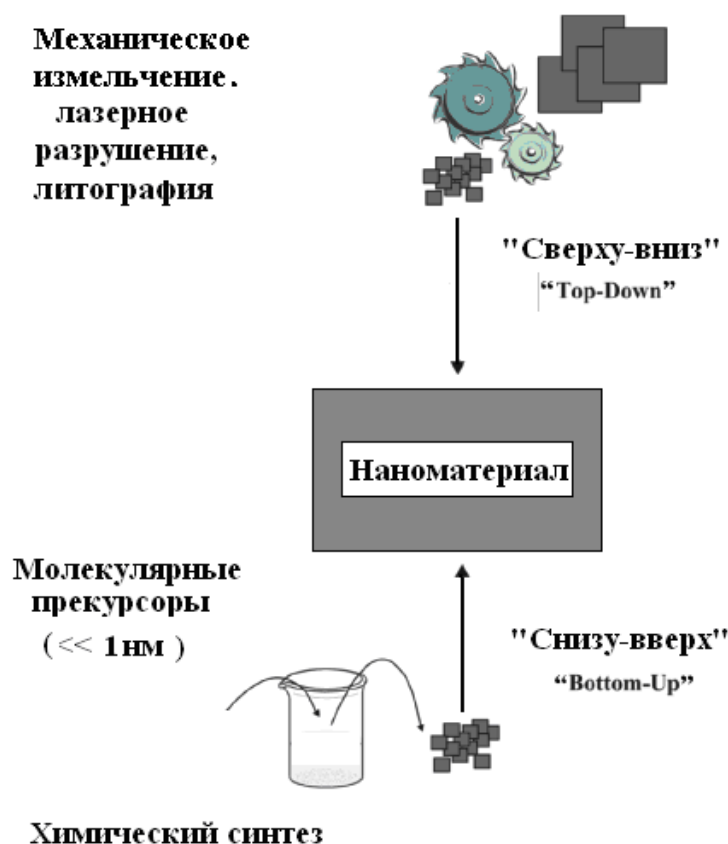 Механическое
измельчение.
лазерное
разрушение,
литография
"Сверху-вниз"
“Top-Down”
Наноматериал
Молекулярные
прекурсоры
(<< 1нм )
"Снизу-вверх"
“Bottom-Up”
Химический синтез